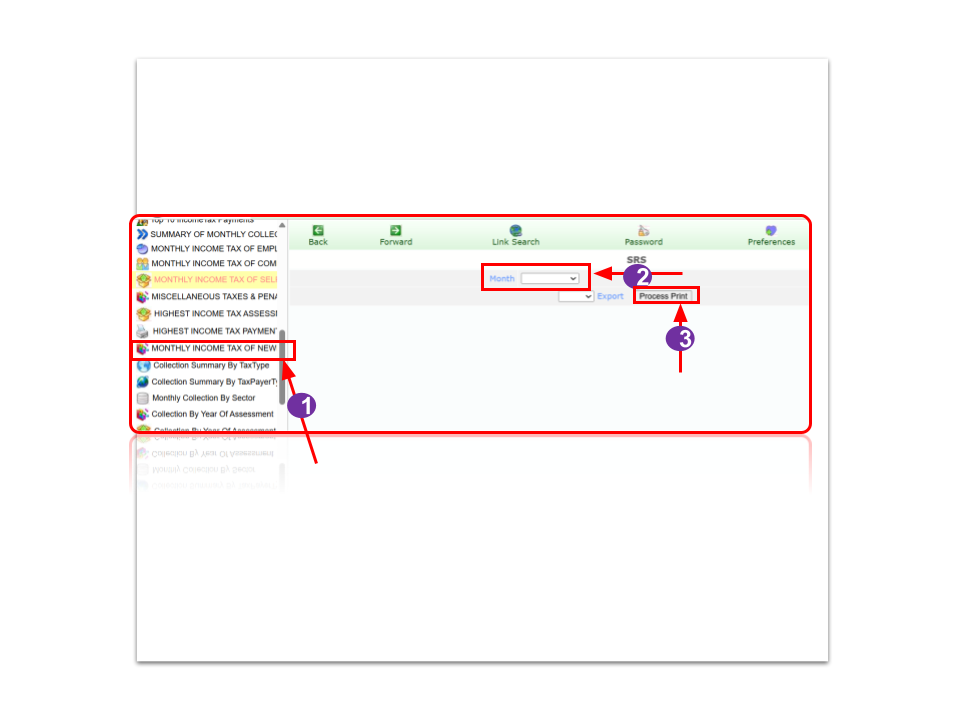 Top 10 IncomeTax Payments
SUMMARY OF MONTHLY COLLEC
MONTHLY INCOME TAX OF EMPL
MONTHLY INCOME TAX OF COM
MONTHLY INCOME TAX OF SEL
MISCELLANEOUS TAXES & PENA
HIGHEST INCOME TAX ASSESSI
HIGHEST INCOME TAX PAYMEN
MONTHLY INCOME TAX OF NEW
Collection Summary By TaxType
Collection Summary By TaxPayerTy
Monthly Collection By Sector
Collection By Year Of Assessment
Collection By Year Of Assessment
1
Back Forward Link Search Password Preferences
SRS
Month
2
Export Process Print
3